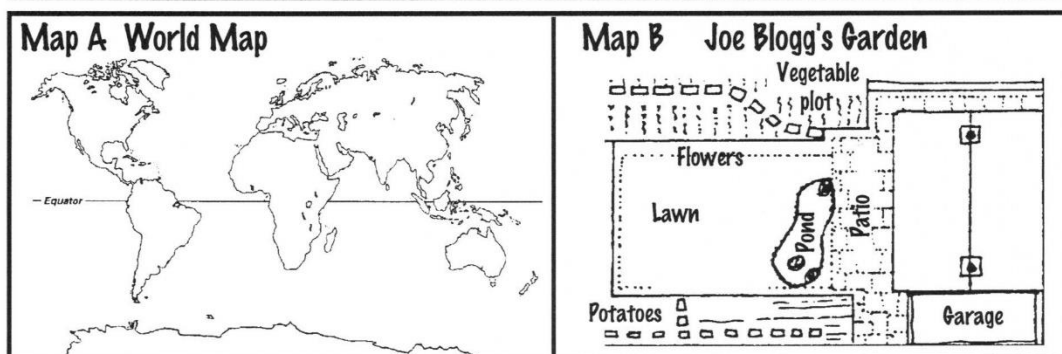 Map A World Map
Equator
Map B Joe Blogg's Garden
Vegetable
plot
Flowers
Lawn
Pond
Patio
Potatoes
Garage